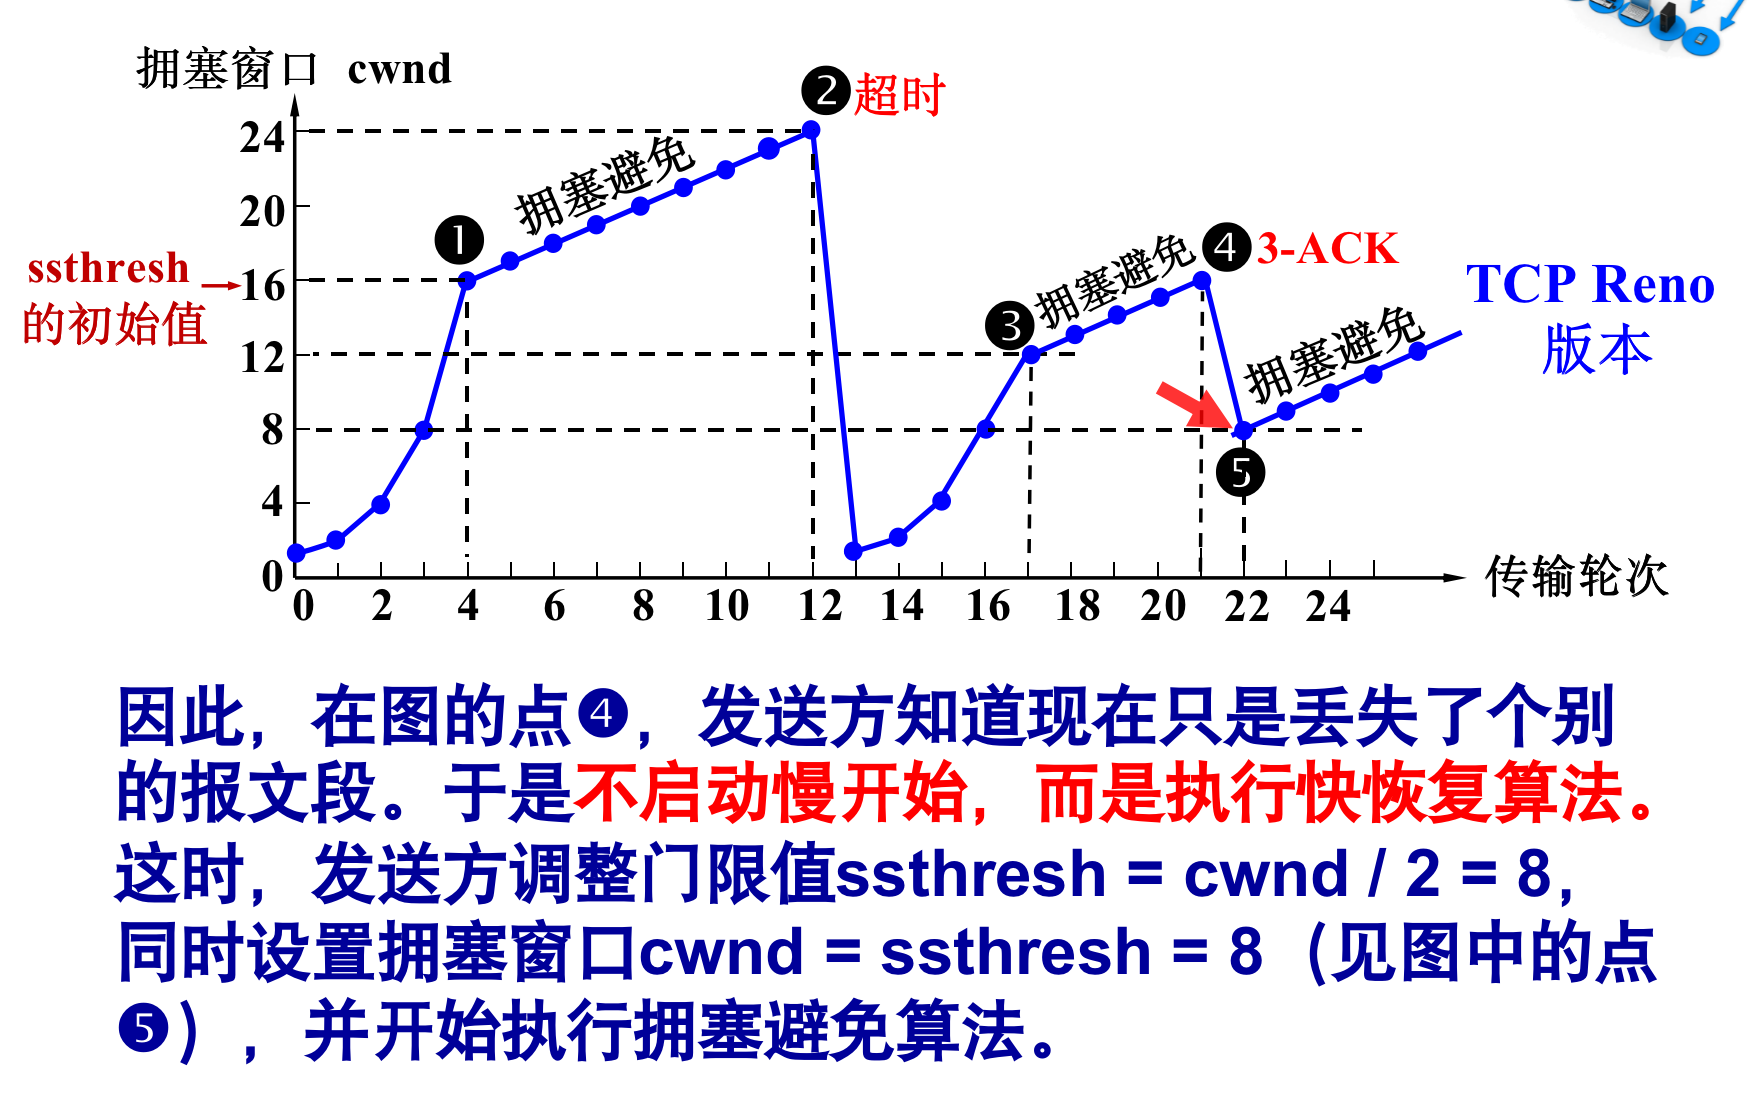 拥塞窗口 cwnd
❷超时
24
拥塞避免
20
❶
ssthresh
的初始值
16
拥塞避免
❹3-ACK
TCP Reno
版本
❸
12
拥塞避免
8
❺
4
0
传输轮次
0 2 4 6 8 10 12 14 16 18 20 22 24
因此，在图的点❹，发送方知道现在只是丢失了个别
的报文段。于是不启动慢开始，而是执行快恢复算法。
这时，发送方调整门限值ssthresh = cwnd / 2 = 8，
同时设置拥塞窗口cwnd = ssthresh = 8（见图中的点
❺），并开始执行拥塞避免算法。